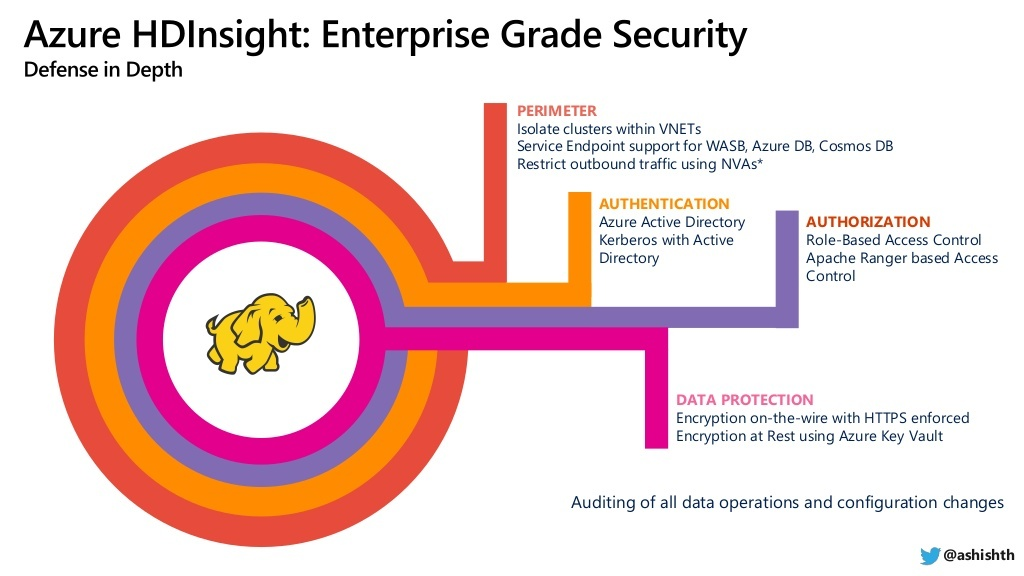 Azure HDInsight: Enterprise Grade Security
Defense in Depth
PERIMETER
Isolate clusters within VNETs
Service Endpoint support for WASB, Azure DB, Cosmos DB
Restrict outbound traffic using NVAs*
AUTHENTICATION
Azure Active Directory
Kerberos with Active
Directory
AUTHORIZATION
Role-Based Access Control
Apache Ranger based Access
Control
DATA PROTECTION
Encryption on-the-wire with HTTPS enforced
Encryption at Rest using Azure Key Vault
Auditing of all data operations and configuration changes
@ashishth